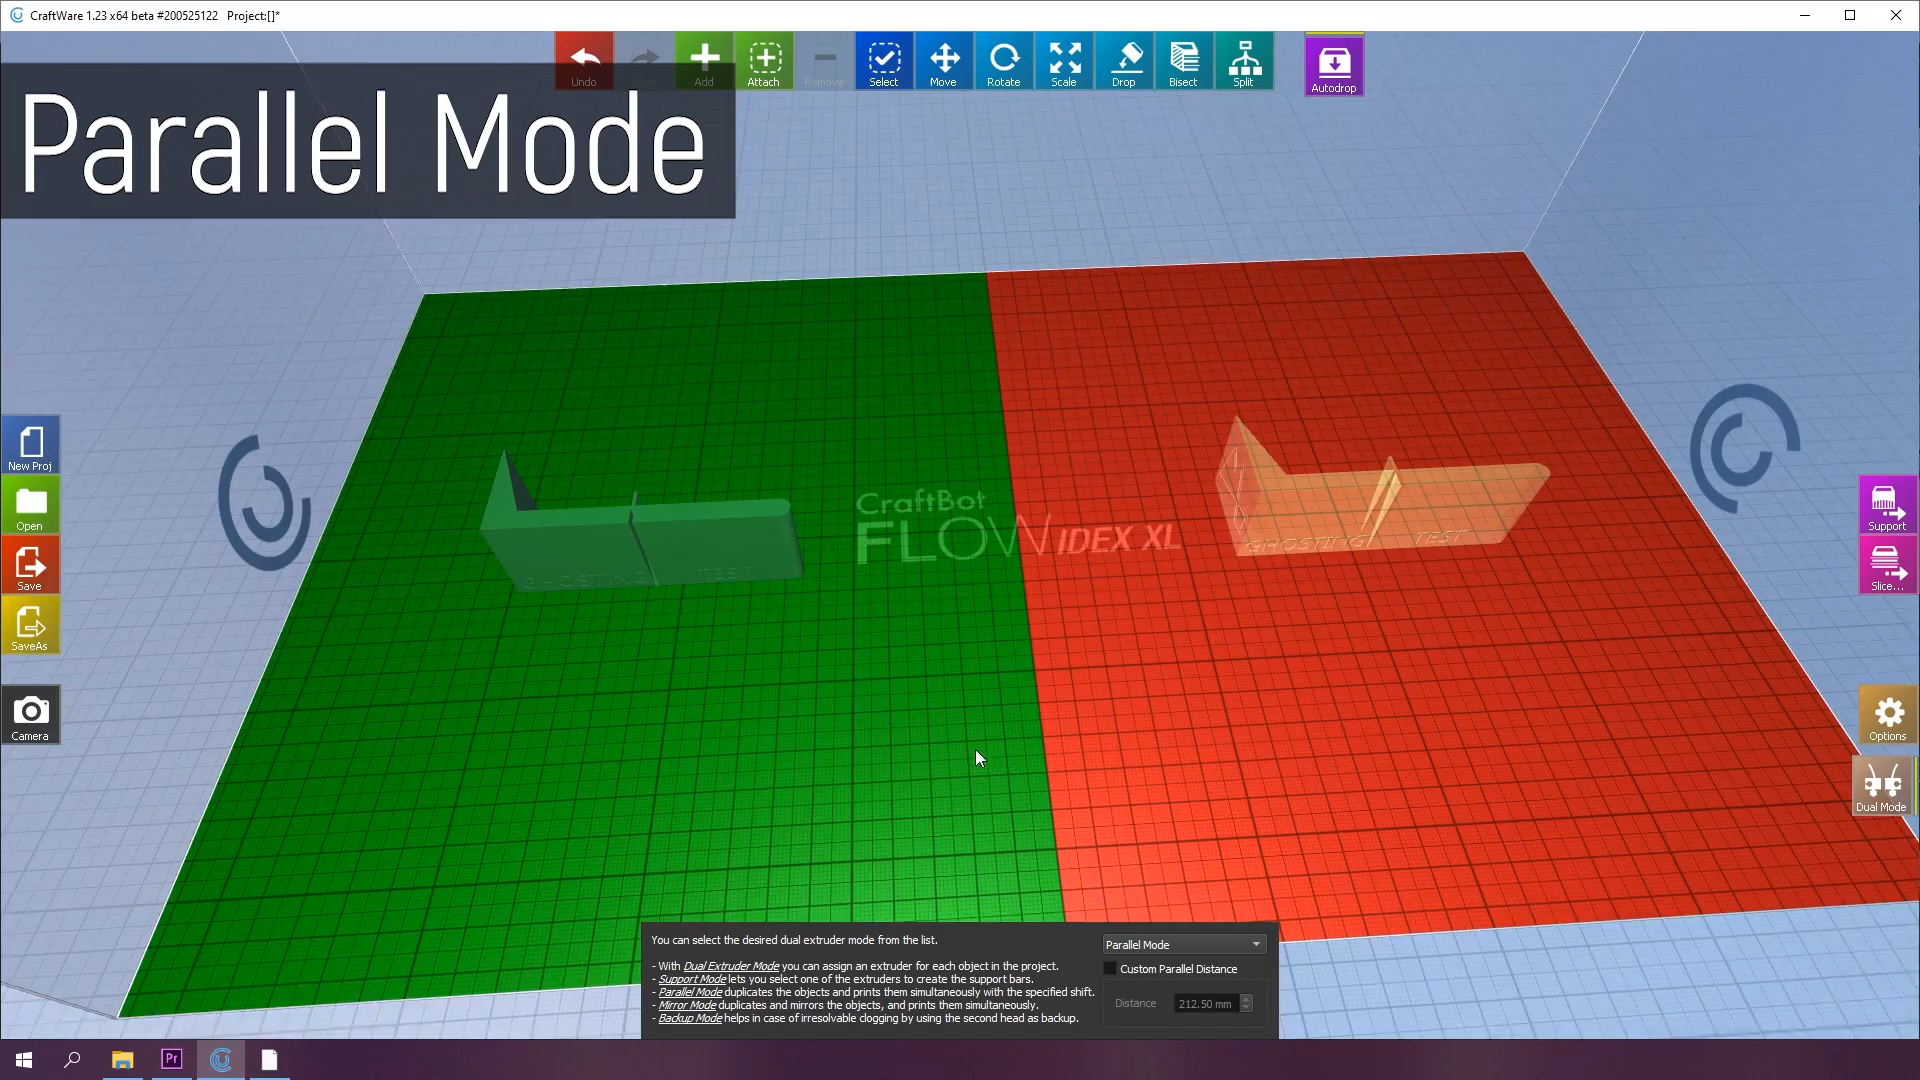 CraftWare 1.23 x64 beta #200525122 Project:[]*
Undo
Add
Attach
Remove
Select
Move
Rotate
Scale
Drop
Bisect
Split
Autodrop
Parallel Mode
New Proj
Open
Save
SaveAs
Camera
CraftBot
FLOW IDEX XL
GHOSTING TEST
GHOSTING TEST
Support
Slice...
Options
Dual Mode
You can select the desired dual extruder mode from the list.
- With Dual Extruder Mode you can assign an extruder for each object in the project.
- Support Mode lets you select one of the extruders to create the support bars.
- Parallel Mode duplicates the objects and prints them simultaneously with the specified shift.
- Mirror Mode duplicates and mirrors the objects, and prints them simultaneously.
- Backup Mode helps in case of irresolvable clogging by using the second head as backup.
Parallel Mode
Custom Parallel Distance
Distance 212.50 mm
Pr